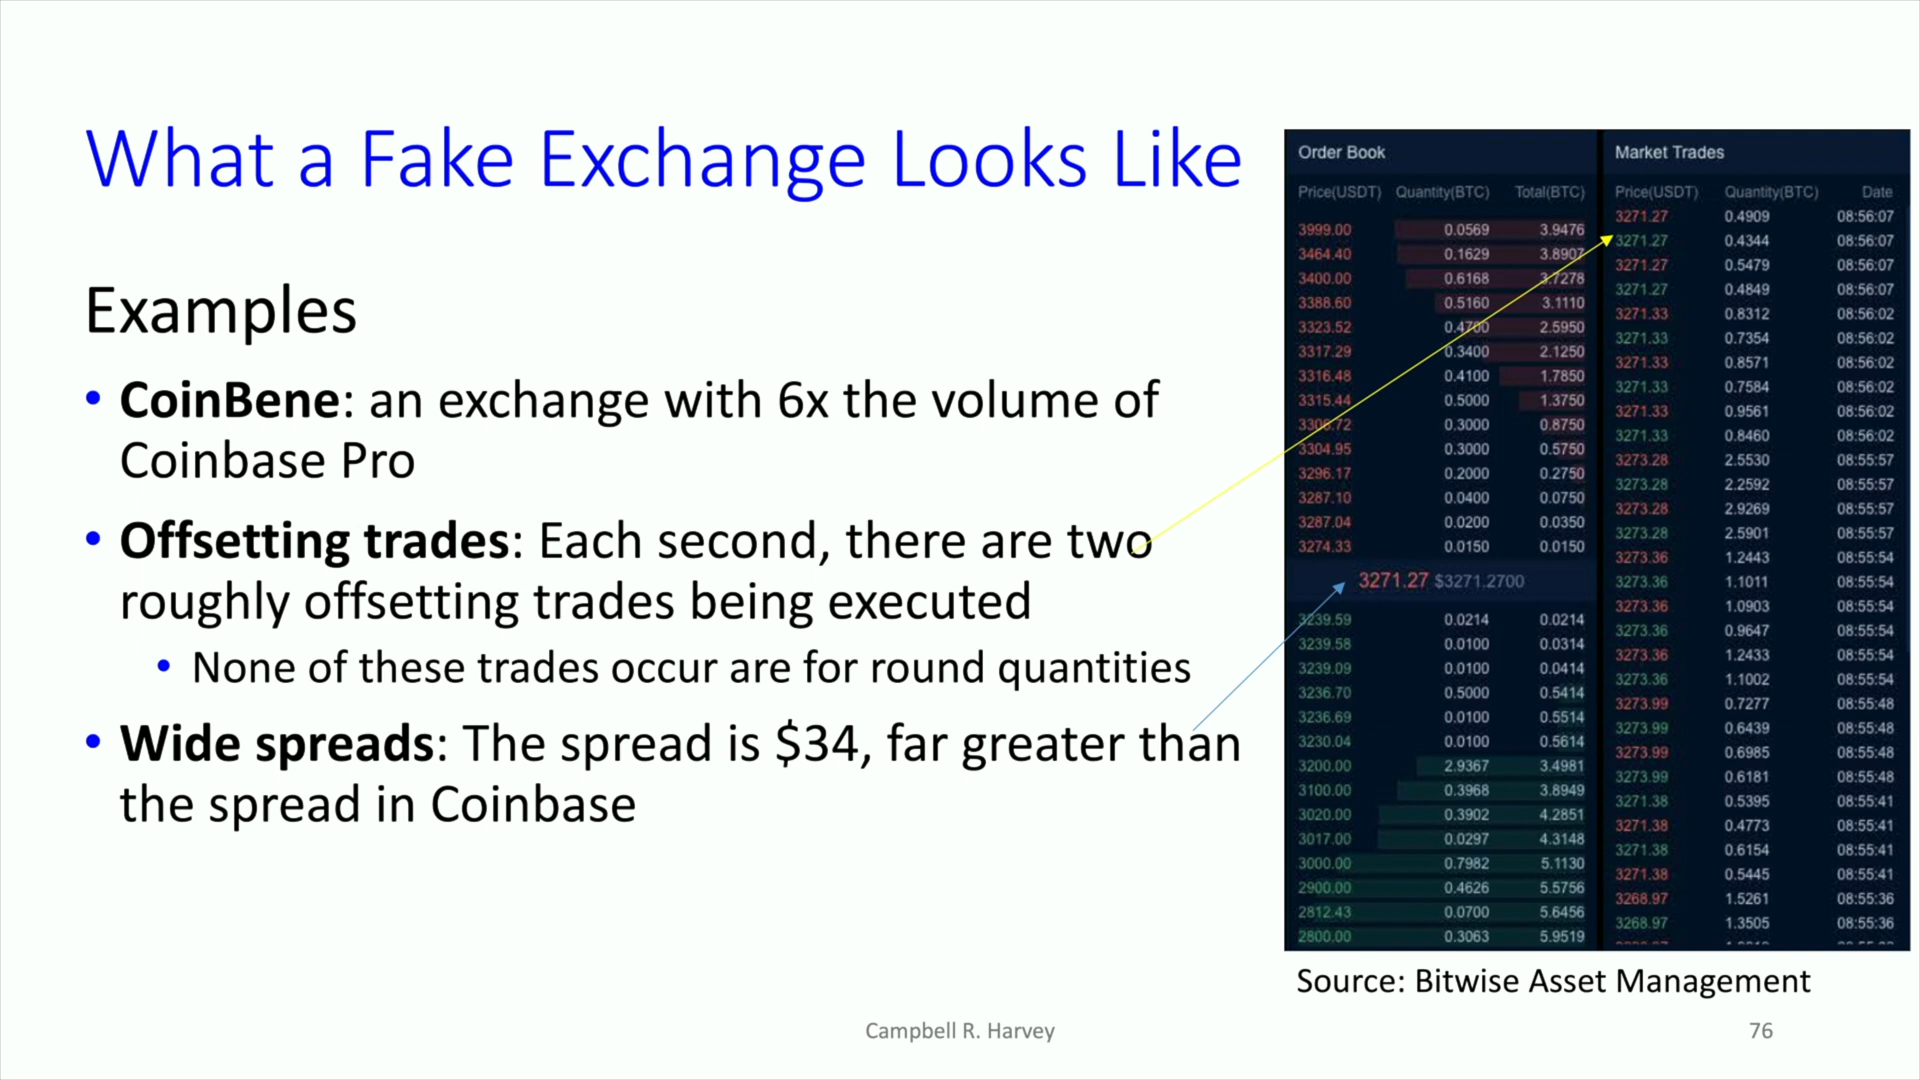 What a Fake Exchange Looks Like
Examples
• CoinBene: an exchange with 6x the volume of
Coinbase Pro
• Offsetting trades: Each second, there are two
roughly offsetting trades being executed
• None of these trades occur are for round quantities
• Wide spreads: The spread is $34, far greater than
the spread in Coinbase
Order Book
Price(USDT) Quantity(BTC) Total(BTC)
3999.00 0.0569 3.9476
3464.40 0.1629 3.8907
3400.00 0.6168 3.7278
3388.60 0.5160 3.1110
3323.52 0.4700 2.5950
3317.29 0.3400 2.1250
3316.48 0.4100 1.7850
3315.44 0.5000 1.3750
3306.72 0.3000 0.8750
3304.95 0.3000 0.5750
3296.17 0.2000 0.2750
3287.10 0.0400 0.0750
3287.04 0.0200 0.0350
3274.33 0.0150 0.0150
3271.27 $3271.2700
3239.59 0.0214 0.0214
3239.58 0.0100 0.0314
3239.09 0.0100 0.0414
3236.70 0.5000 0.5414
3236.69 0.0100 0.5514
3230.04 0.0100 0.5614
3200.00 2.9367 3.4981
3100.00 0.3968 3.8949
3020.00 0.3902 4.2851
3017.00 0.0297 4.3148
3000.00 0.7982 5.1130
2900.00 0.4626 5.5756
2812.43 0.0700 5.6456
2800.00 0.3063 5.9519
Market Trades
Price(USDT) Quantity(BTC) Date
3271.27 0.4909 08:56:07
3271.27 0.4344 08:56:07
3271.27 0.5479 08:56:07
3271.27 0.4849 08:56:07
3271.33 0.8312 08:56:02
3271.33 0.7354 08:56:02
3271.33 0.8571 08:56:02
3271.33 0.7584 08:56:02
3271.33 0.9561 08:56:02
3271.33 0.8460 08:56:02
3273.28 2.5530 08:55:57
3273.28 2.2592 08:55:57
3273.28 2.9269 08:55:57
3273.28 2.5901 08:55:57
3273.36 1.2443 08:55:54
3273.36 1.1011 08:55:54
3273.36 1.0903 08:55:54
3273.36 0.9647 08:55:54
3273.36 1.2433 08:55:54
3273.36 1.1002 08:55:54
3273.99 0.7277 08:55:48
3273.99 0.6439 08:55:48
3273.99 0.6985 08:55:48
3273.99 0.6181 08:55:48
3271.38 0.5395 08:55:41
3271.38 0.4773 08:55:41
3271.38 0.6154 08:55:41
3271.38 0.5445 08:55:41
3268.97 1.5261 08:55:36
3268.97 1.3505 08:55:36
Source: Bitwise Asset Management
Campbell R. Harvey
76